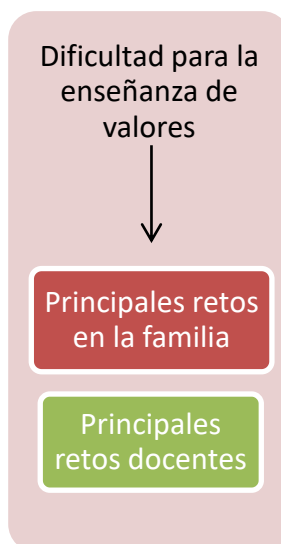 Dificultad para la
enseñanza de
valores
Principales retos
en la familia
Principales
retos docentes